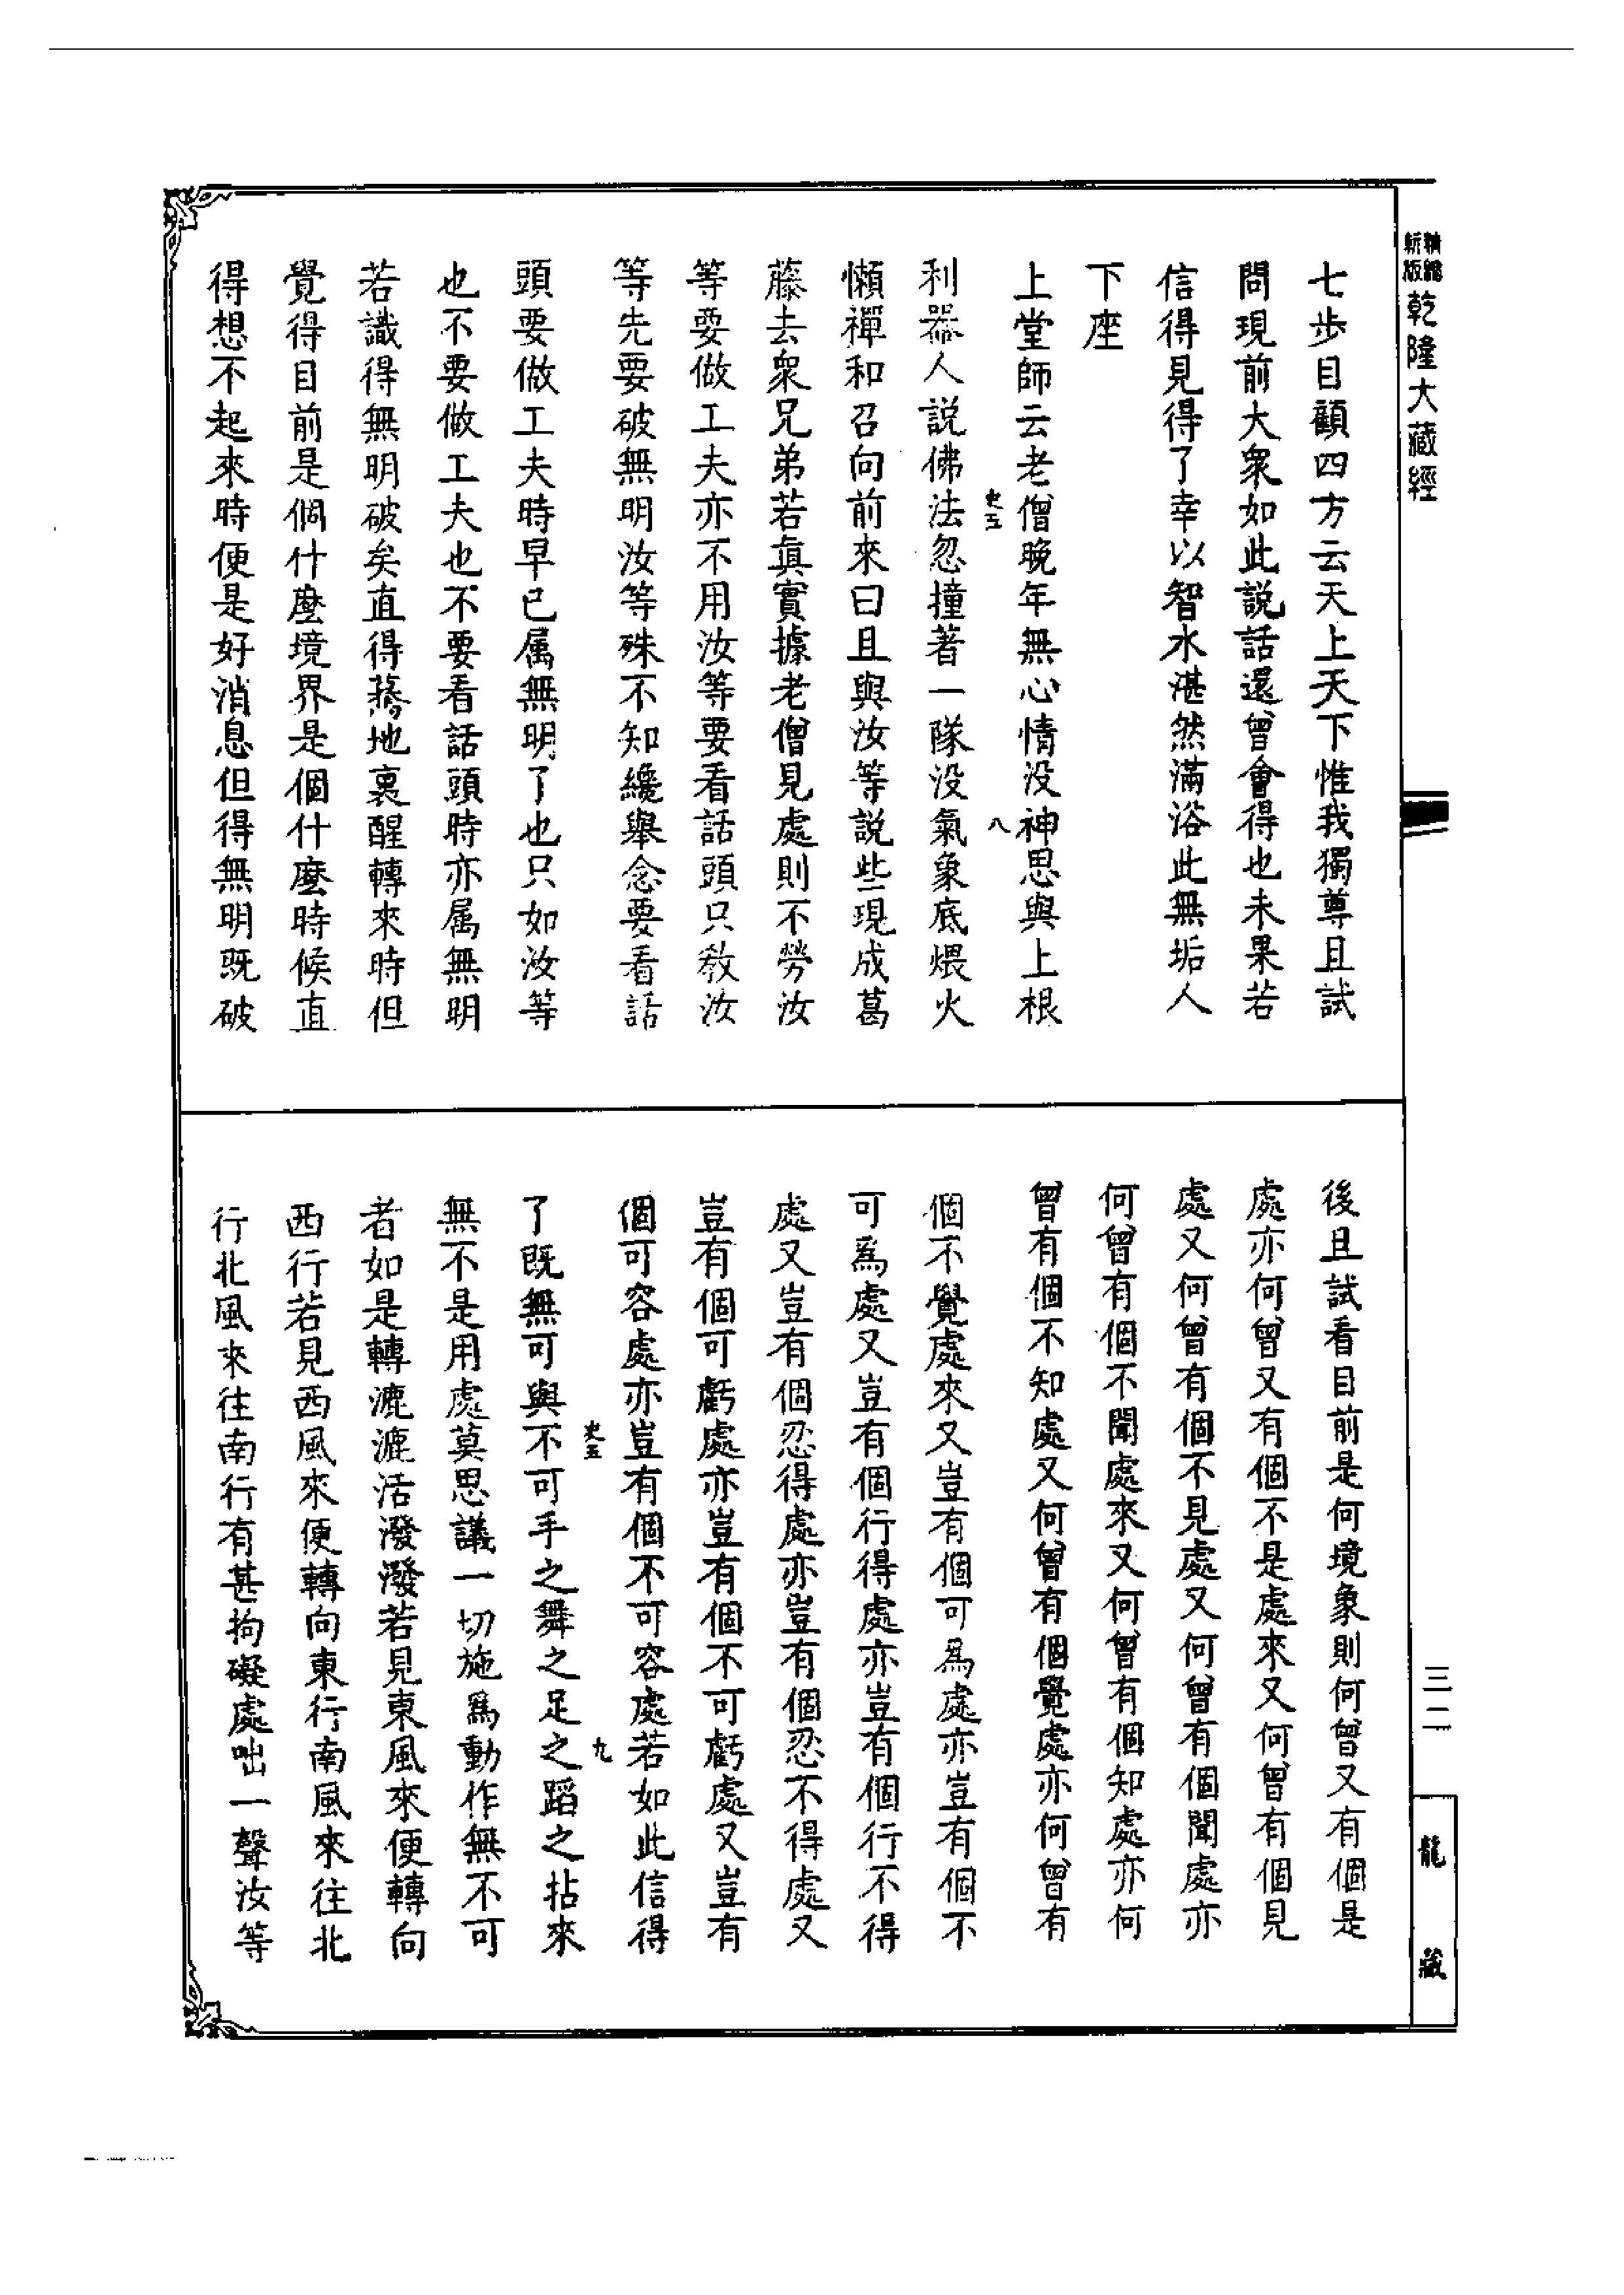 新版 精縮 乾隆大藏經
七步目顧四方云天上天下惟我獨尊且試
問現前大衆如此説話還曾會得也未果若
信得見得了幸以智水湛然滿浴此無垢人
下座
上堂師云老僧晚年無心情没神思與上根
史五
八
利器人説佛法忽撞著一隊没氣象底煨火
懶禪和召向前來曰且與汝等説些現成葛
藤去衆兄弟若真實據老僧見處則不勞汝
等要做工夫亦不用汝等要看話頭只教汝
等先要破無明汝等殊不知纔舉念要看話
頭要做工夫時早已属無明了也只如汝等
也不要做工夫也不要看話頭時亦属無明
若識得無明破矣直得驀地裏醒轉來時但
覺得目前是個什麼境界是個什麼時候直
得想不起來時便是好消息但得無明既破
後且試看目前是何境象則何曾又有個是
處亦何曾又有個不是處來又何曾有個見
處又何曾有個不見處又何曾有個聞處亦
何曾有個不聞處來又何曾有個知處亦何
曾有個不知處又何曾有個覺處亦何曾有
個不覺處來又豈有個可爲處亦豈有個不
可爲處又豈有個行得處亦豈有個行不得
處又豈有個忍得處亦豈有個忍不得處又
豈有個可虧處亦豈有個不可虧處又豈有
個可容處亦豈有個不可容處若如此信得
史五
九
了既無可與不可手之舞之足之蹈之拈來
無不是用處莫思議一切施爲動作無不可
者如是轉漉漉活潑潑若見東風來便轉向
西行若見西風來便轉向東行南風來往北
行北風來往南行有甚拘礙處咄一聲汝等
三二
龍藏